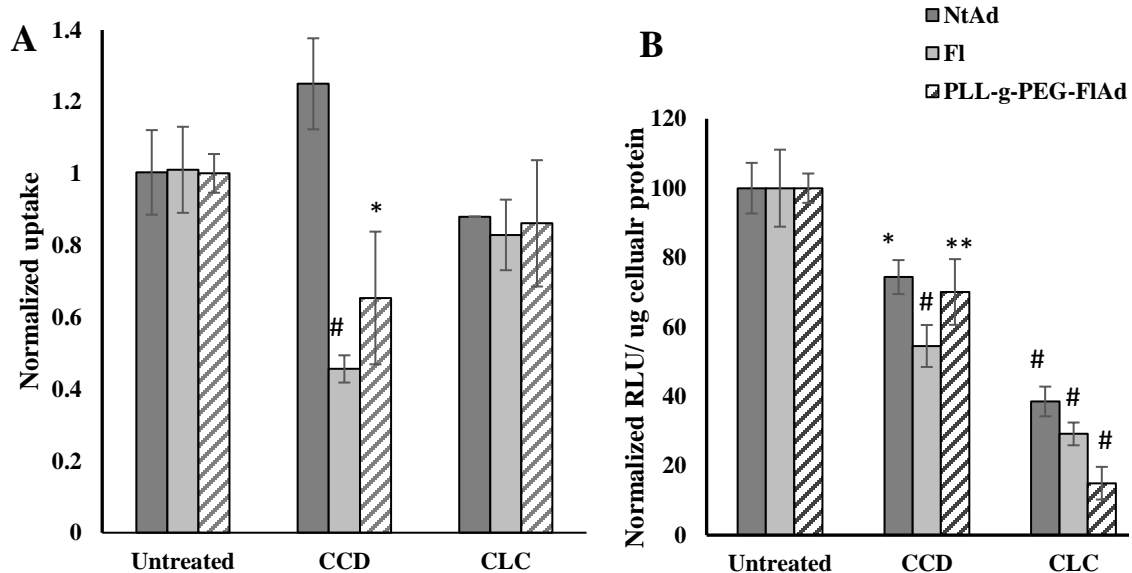 A
Normalized uptake
1.4
1.2
1
0.8
0.6
0.4
0.2
0
#
*
Untreated
CCD
CLC
B
NtAd
Fl
PLL-g-PEG-FlAd
Normalized RLU/ ug cellualr protein
120
100
80
60
40
20
0
*
#
**
#
#
#
Untreated
CCD
CLC